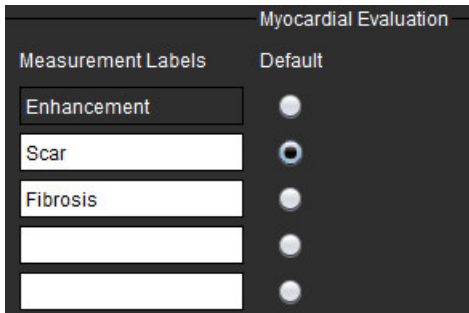 Myocardial Evaluation
Measurement Labels Default
Enhancement
Scar
Fibrosis